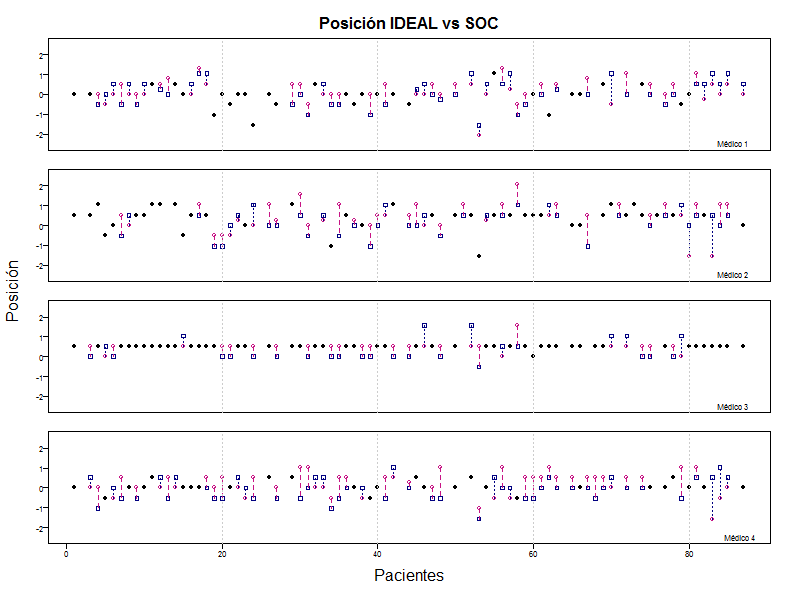 Posición IDEAL vs SOC
Posición
2
1
0
-1
-2
Médico 1
2
1
0
-1
-2
Médico 2
2
1
0
-1
-2
Médico 3
2
1
0
-1
-2
Médico 4
0 20 40 60 80
Pacientes